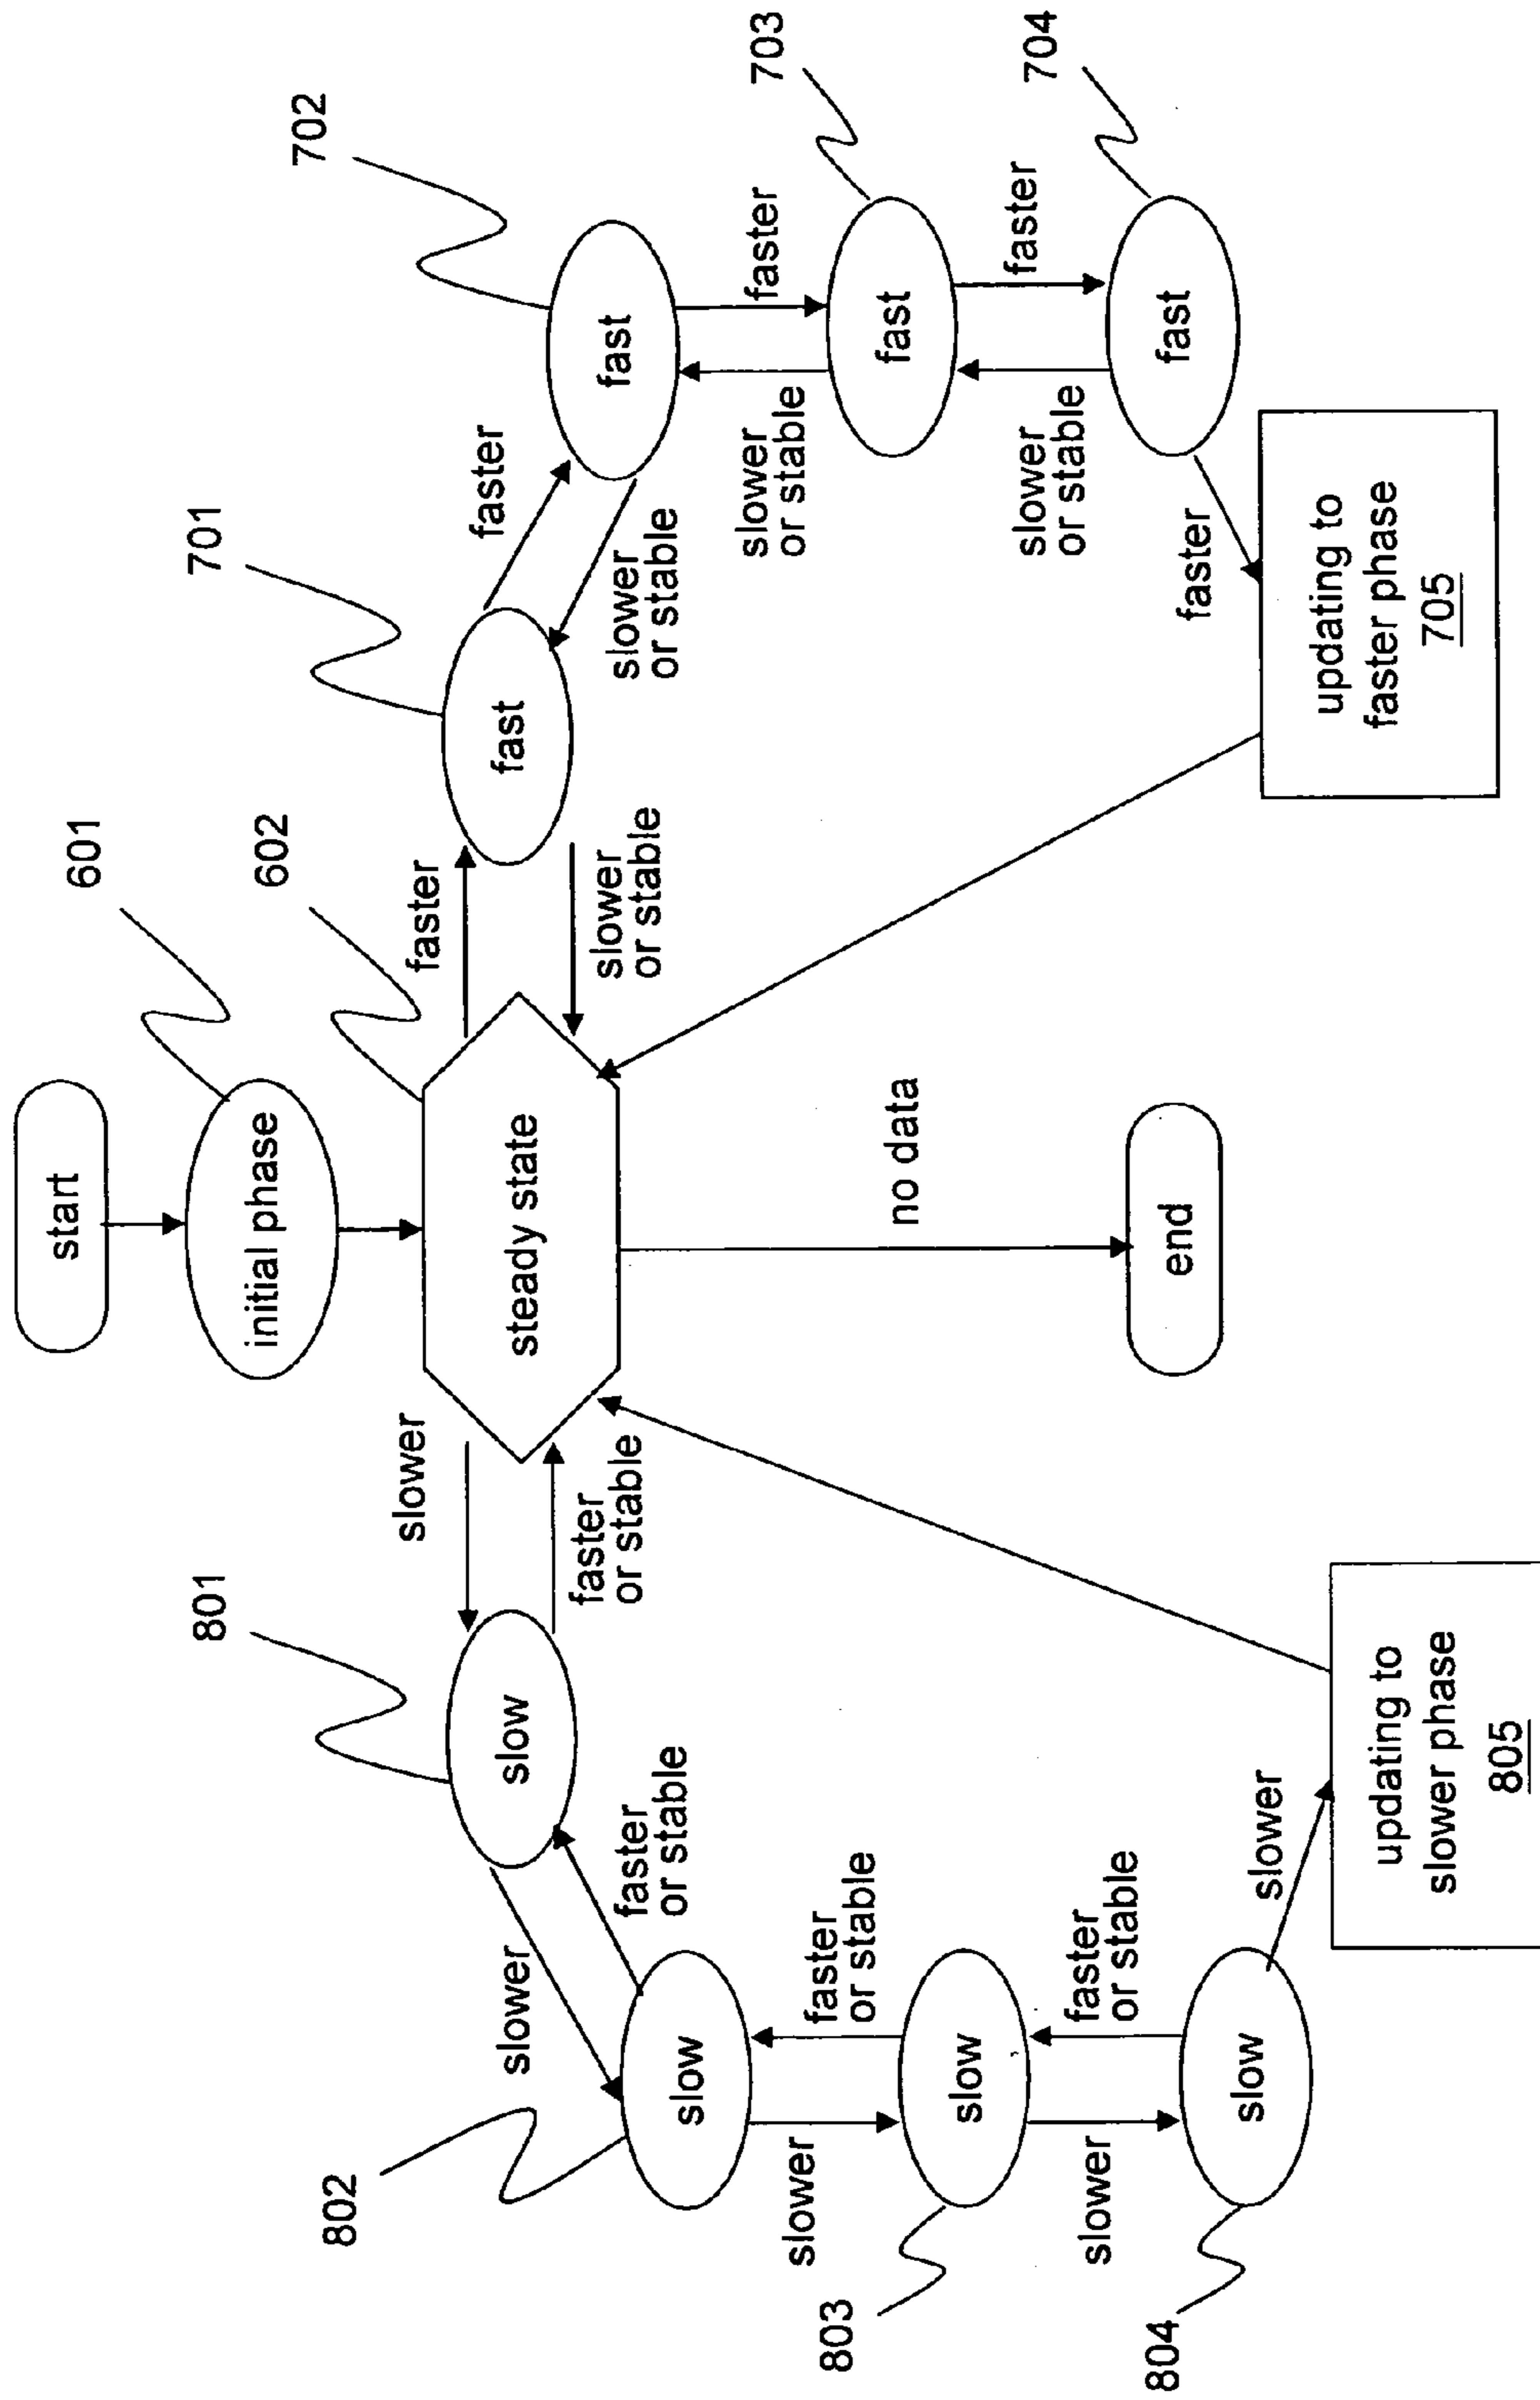 start
601
initial phase
602
steady state
slower
faster
or stable
faster
slower
or stable
801
slow
701
fast
slower
faster
or stable
faster
slower
or stable
802
slow
702
fast
slower
faster
or stable
faster
slower
or stable
803
slow
703
fast
slower
faster
or stable
faster
slower
or stable
804
slow
704
fast
slower
faster
updating to
slower phase
805
updating to
faster phase
705
no data
end